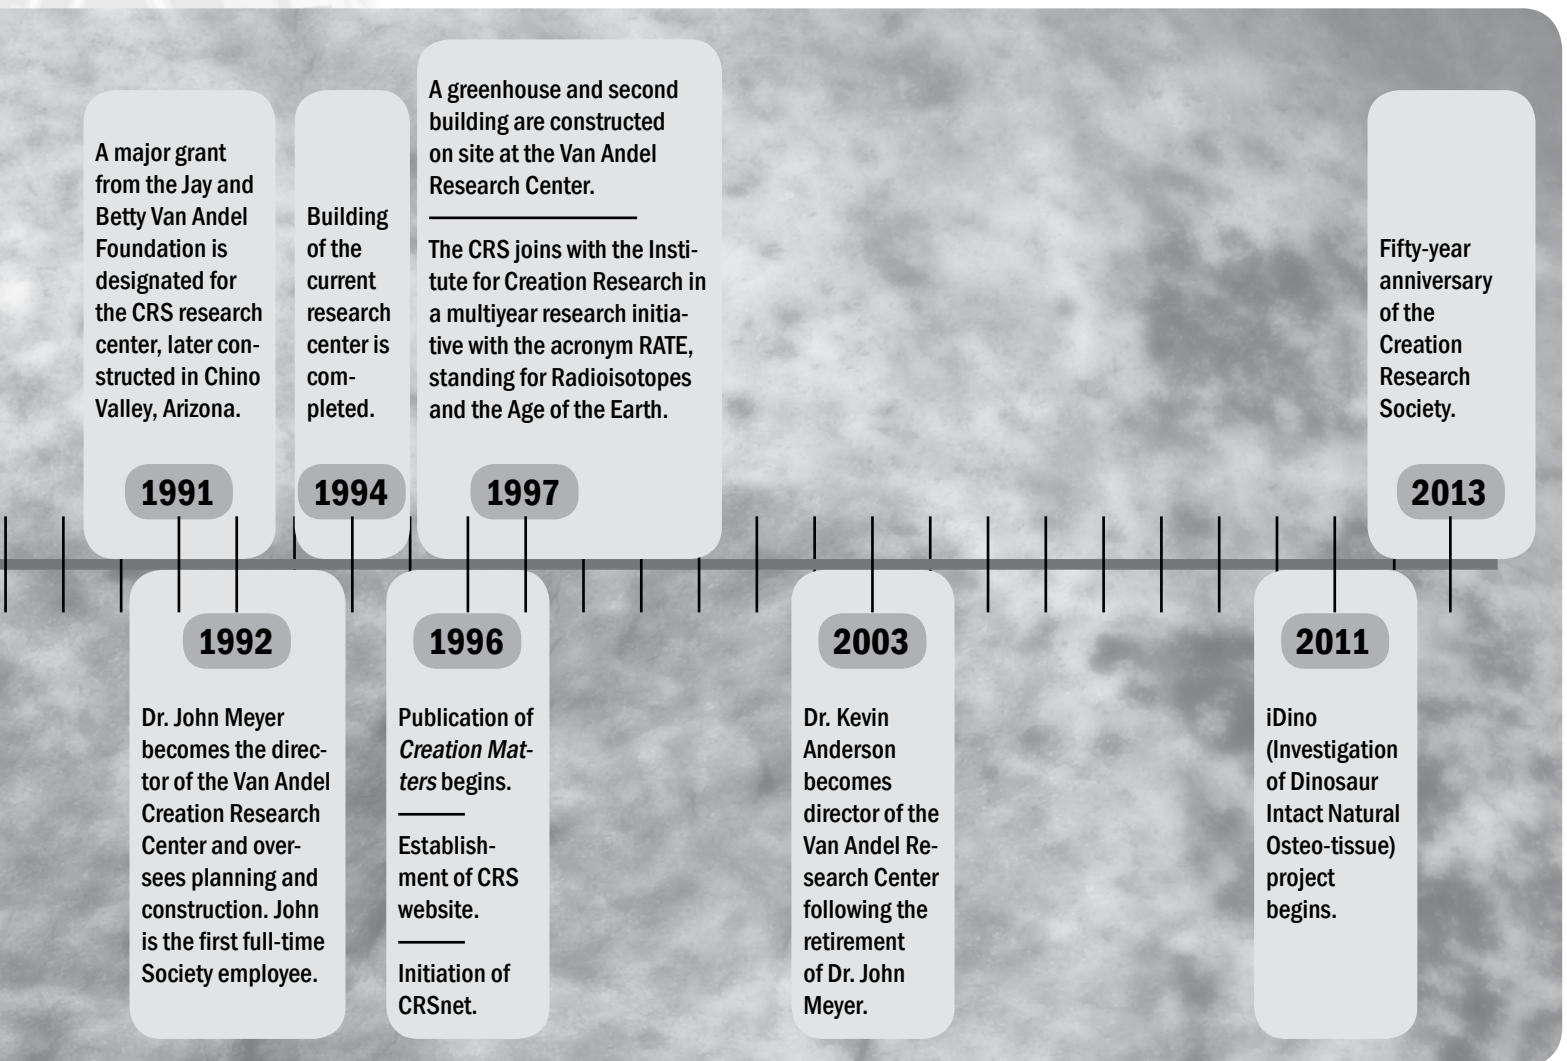 A major grant
from the Jay and
Betty Van Andel
Foundation is
designated for
the CRS research
center, later con-
structed in Chino
Valley, Arizona.
1991
Dr. John Meyer
becomes the direc-
tor of the Van Andel
Creation Research
Center and over-
sees planning and
construction. John
is the first full-time
Society employee.
1992
Building
of the
current
research
center is
com-
pleted.
1994
1996
Publication of
Creation Mat-
ters begins.
Establish-
ment of CRS
website.
Initiation of
CRSnet.
A greenhouse and second
building are constructed
on site at the Van Andel
Research Center.
The CRS joins with the Insti-
tute for Creation Research in
a multiyear research initia-
tive with the acronym RATE,
standing for Radioisotopes
and the Age of the Earth.
1997
2003
Dr. Kevin
Anderson
becomes
director of the
Van Andel Re-
search Center
following the
retirement
of Dr. John
Meyer.
2011
iDino
(Investigation
of Dinosaur
Intact Natural
Osteo-tissue)
project
begins.
Fifty-year
anniversary
of the
Creation
Research
Society.
2013